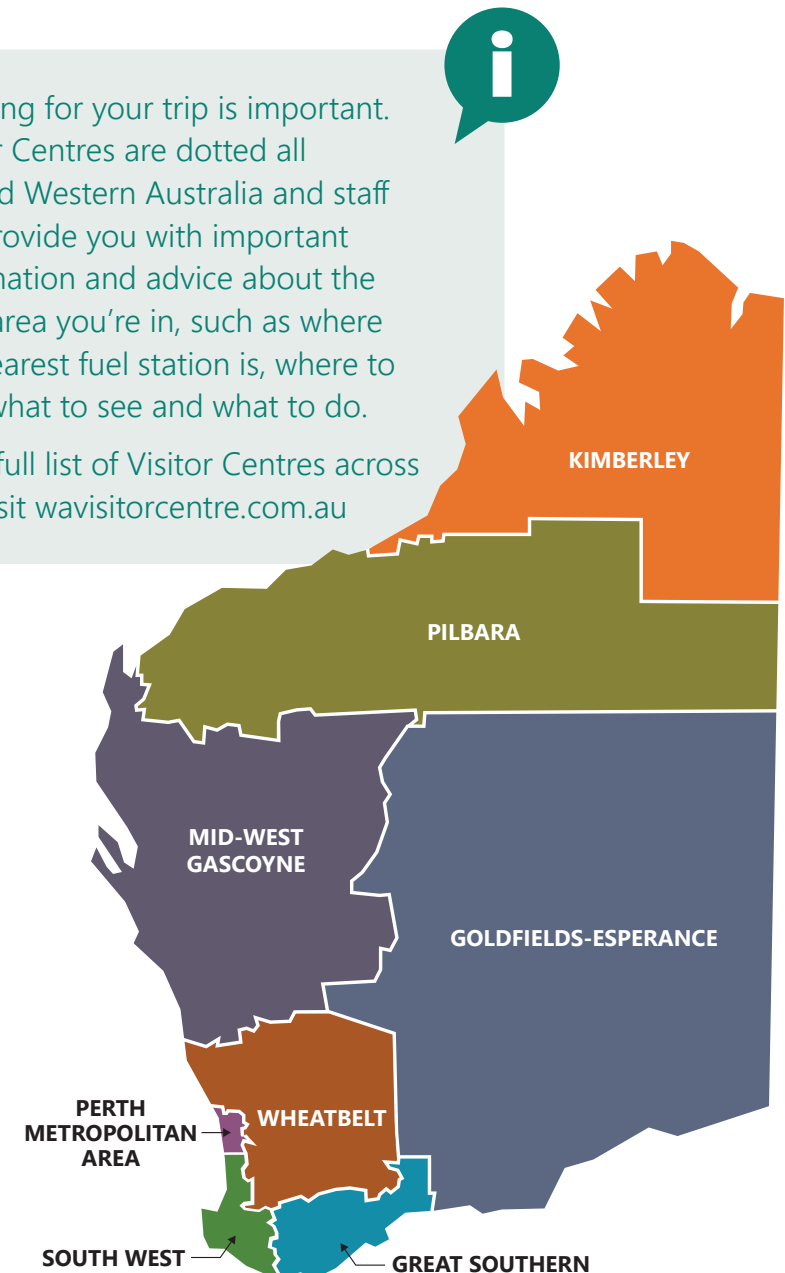 ing for your trip is important.
r Centres are dotted all
d Western Australia and staff
rovide you with important
nation and advice about the
area you're in, such as where
earest fuel station is, where to
what to see and what to do.
full list of Visitor Centres across
sit wavisitorcentre.com.au
i
KIMBERLEY
PILBARA
MID-WEST
GASCOYNE
GOLDFIELDS-ESPERANCE
PERTH
METROPOLITAN
AREA
WHEATBELT
SOUTH WEST
GREAT SOUTHERN